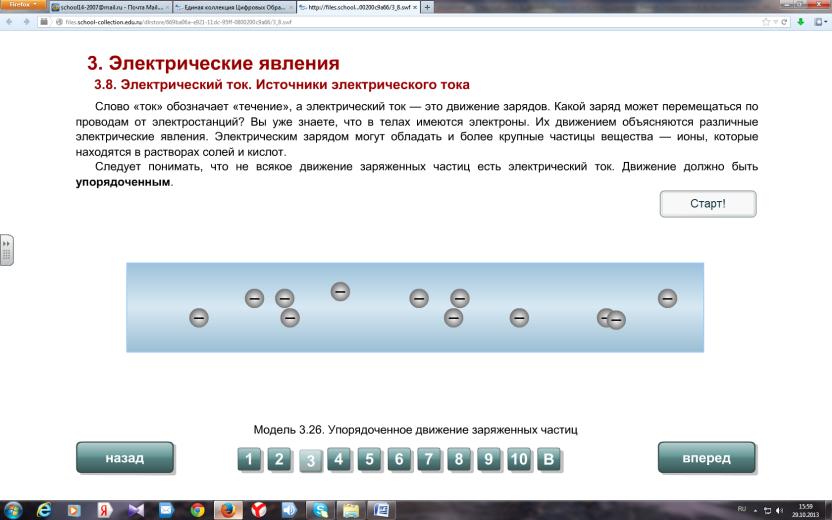 Firefox
school14-2007@mail.ru - Почта Mail...
Единая коллекция Цифровых Обра...
http://files.school...00200c9a66/3_8.swf
files.school-collection.edu.ru/dlrstore/669ba06a-e921-11dc-95ff-0800200c9a66/3_8.swf
3. Электрические явления
3.8. Электрический ток. Источники электрического тока
Слово «ток» обозначает «течение», а электрический ток — это движение зарядов. Какой заряд может перемещаться по
проводам от электростанций? Вы уже знаете, что в телах имеются электроны. Их движением объясняются различные
электрические явления. Электрическим зарядом могут обладать и более крупные частицы вещества — ионы, которые
находятся в растворах солей и кислот.
Следует понимать, что не всякое движение заряженных частиц есть электрический ток. Движение должно быть
упорядоченным.
Старт!
Модель 3.26. Упорядоченное движение заряженных частиц
назад
1 2 3 4 5 6 7 8 9 10 В
вперед
RU
15:59
29.10.2013